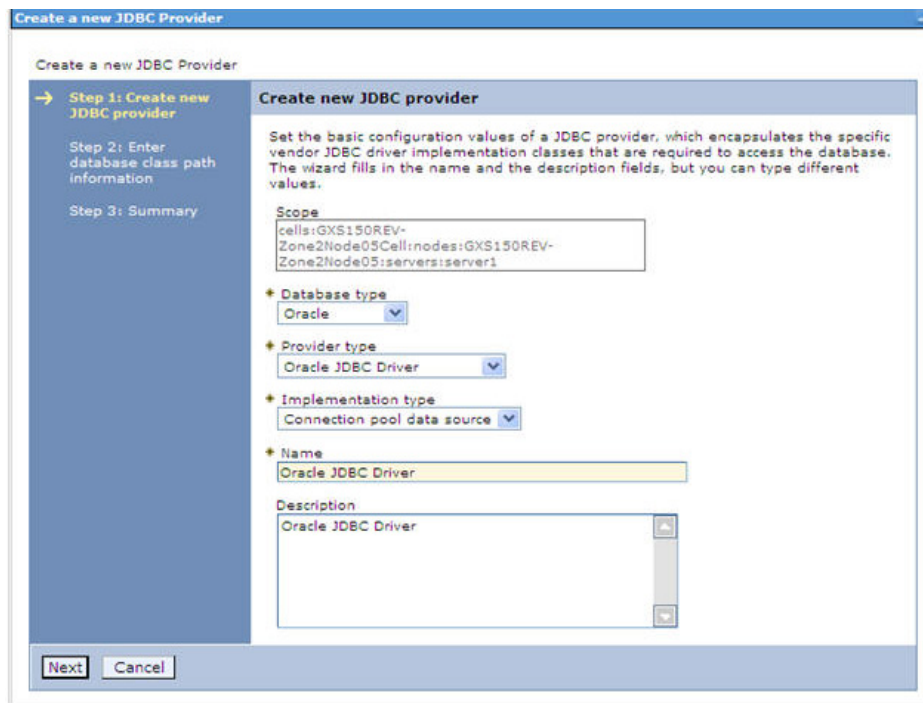 Create a new JDBC Provider
Create a new JDBC Provider
Step 1: Create new
JDBC provider
Step 2: Enter
database class path
information
Step 3: Summary
Create new JDBC provider
Set the basic configuration values of a JDBC provider, which encapsulates the specific
vendor JDBC driver implementation classes that are required to access the database.
The wizard fills in the name and the description fields, but you can type different
values.
Scope
cells:GXS150REV-
Zone2Node05Cell:nodes:GXS150REV-
Zone2Node05:servers:server1
Database type
Oracle
Provider type
Oracle JDBC Driver
Implementation type
Connection pool data source
Name
Oracle JDBC Driver
Description
Oracle JDBC Driver
Next
Cancel